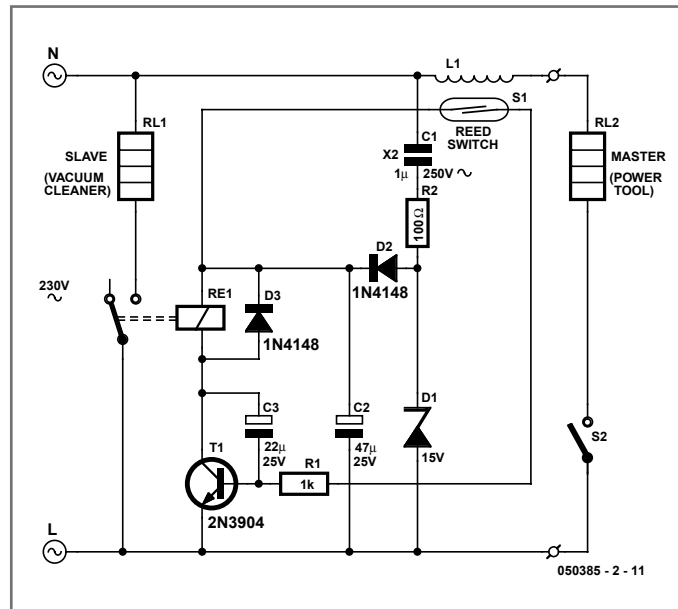 N
L1
S1
REED
SWITCH
RL1
SLAVE
(VACUUM
CLEANER)
C1
X2
1µ
250V
RL2
MASTER
(POWER
TOOL)
R2
100Ω
D2
1N4148
230V
RE1
D3
1N4148
C3
22µ
25V
C2
47µ
25V
D1
15V
S2
T1
R1
1k
2N3904
L
050385 - 2 - 11